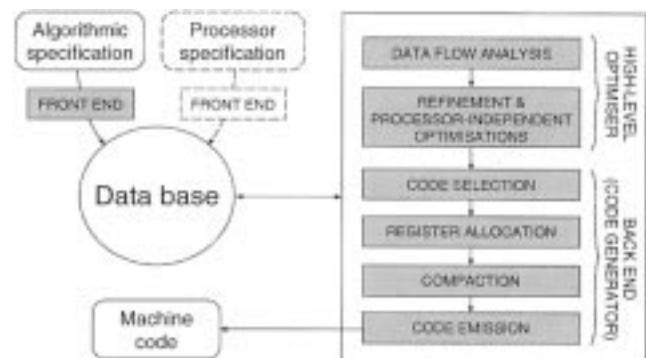 Algorithmic
specification
Processor
specification
FRONT END
FRONT END
Data base
Machine
code
DATA FLOW ANALYSIS
REFINEMENT &
PROCESSOR-INDEPENDENT
OPTIMISATIONS
CODE SELECTION
REGISTER ALLOCATION
COMPACTION
CODE EMISSION
HIGH-LEVEL
OPTIMISER
BACK END
(CODE GENERATOR)